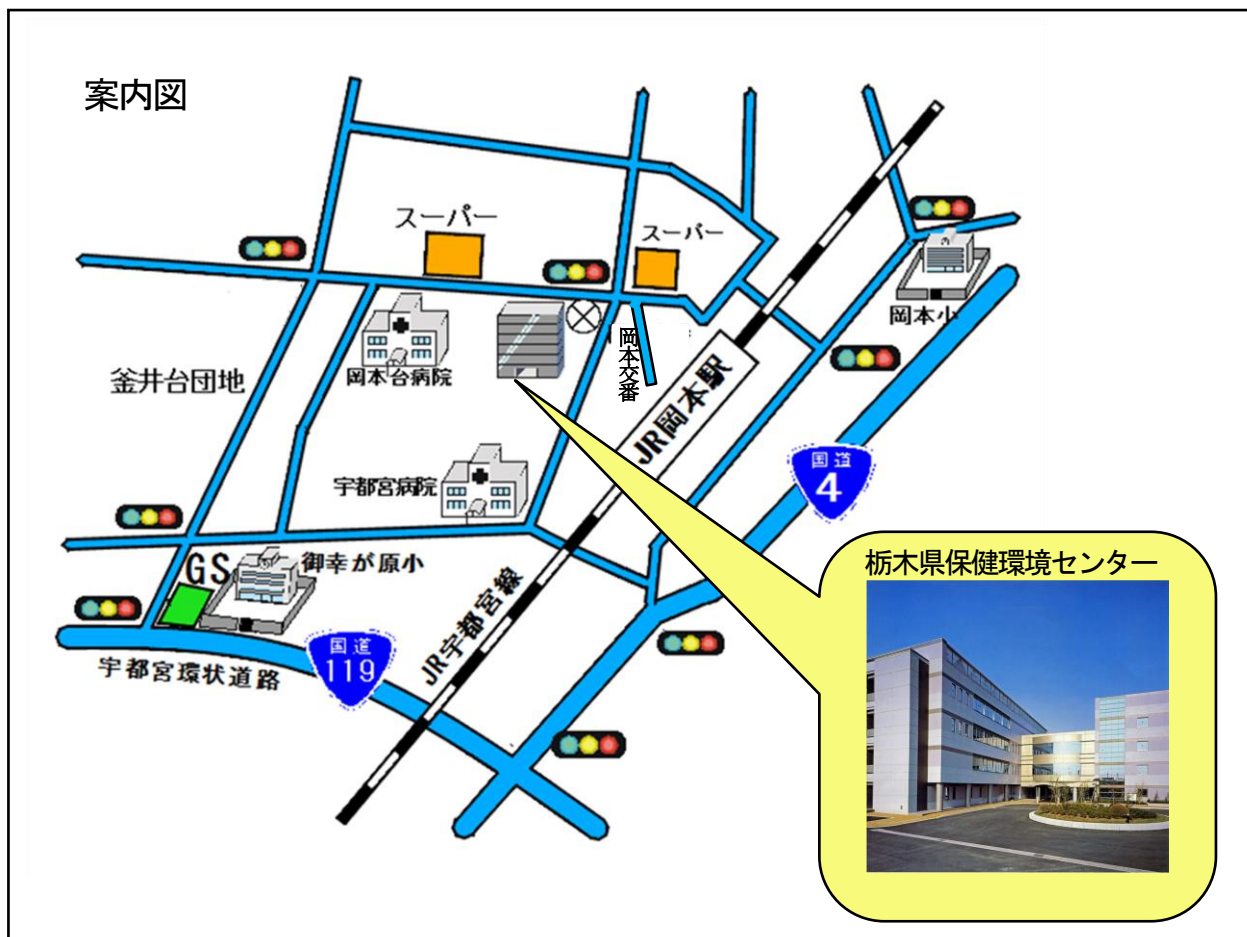 案内図
スーパー
スーパー
岡本小
岡本台病院
岡本交番
釜井台団地
JR岡本駅
国道
4
宇都宮病院
GS
御幸が原小
JR宇都宮線
国道
119
宇都宮環状道路
栃木県保健環境センター